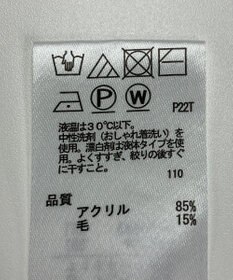 P W P22T
液温は30℃以下。
中性洗剤(おしゃれ着洗い)を
使用。漂白剤は液体タイプを使
用。よくすすぎ、絞りの後すぐ
に干すこと。
110
品質
アクリル 85%
毛 15%